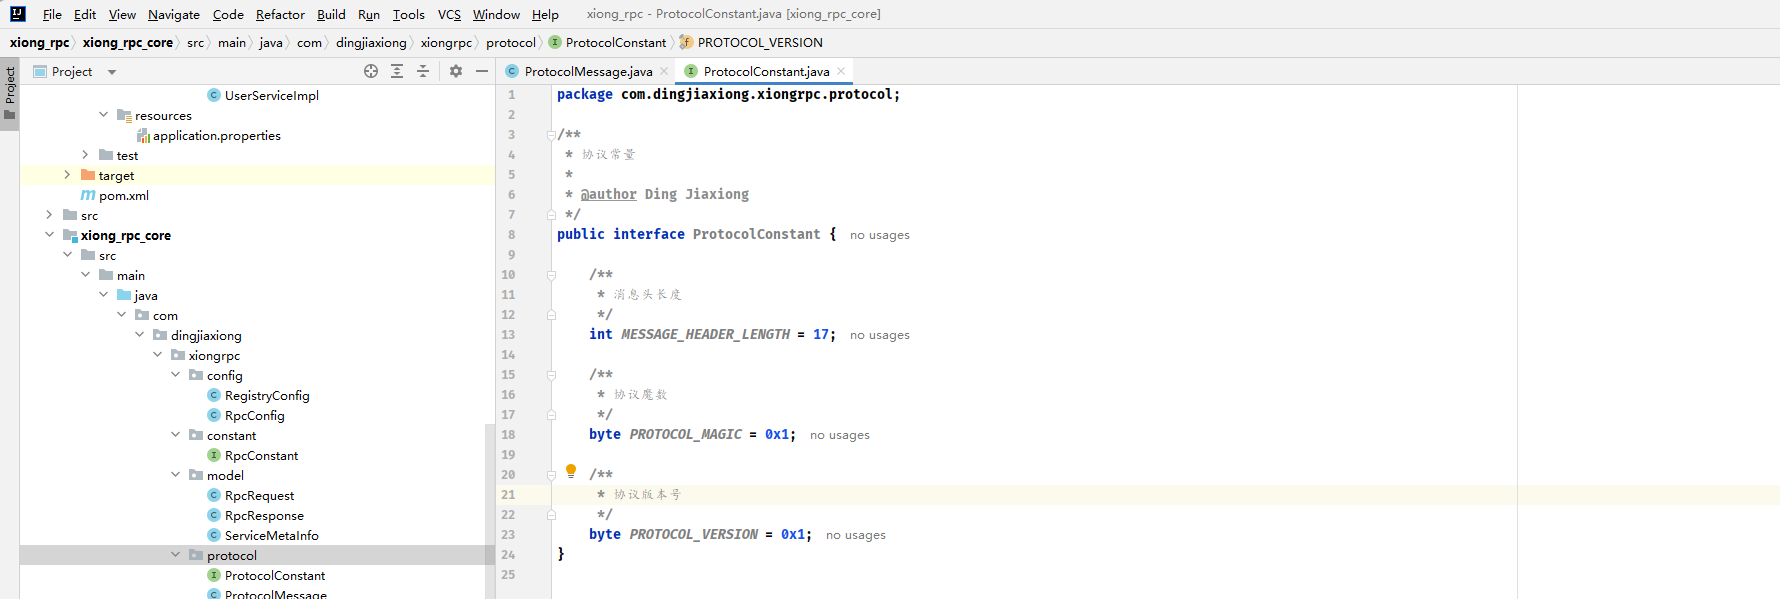 File Edit View Navigate Code Refactor Build Run Tools VCS Window Help xiong_rpc - ProtocolConstant.java [xiong_rpc_core]
xiong_rpc xiong_rpc_core src main java com dingjiaxiong xiongrpc protocol ProtocolConstant PROTOCOL_VERSION
Project
Project
UserServiceImpl
resources
application.properties
test
target
pom.xml
src
xiong_rpc_core
src
main
java
com
dingjiaxiong
xiongrpc
config
RegistryConfig
RpcConfig
constant
RpcConstant
model
RpcRequest
RpcResponse
ServiceMetaInfo
protocol
ProtocolConstant
ProtocolMessage
ProtocolMessage.java ProtocolConstant.java
1 package com.dingjiaxiong.xiongrpc.protocol;
2
3 /**
4 * 协议常量
5 *
6 * @author Ding Jiaxiong
7 */
8 public interface ProtocolConstant { no usages
9
10 /**
11 * 消息头长度
12 */
13 int MESSAGE_HEADER_LENGTH = 17; no usages
14
15 /**
16 * 协议魔数
17 */
18 byte PROTOCOL_MAGIC = 0x1; no usages
19
20 /**
21 * 协议版本号
22 */
23 byte PROTOCOL_VERSION = 0x1; no usages
24 }
25